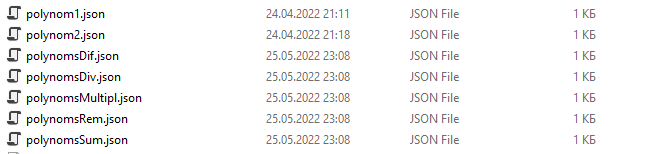 polynom1.json 24.04.2022 21:11 JSON File 1 КБ
polynom2.json 24.04.2022 21:18 JSON File 1 КБ
polynomsDif.json 25.05.2022 23:08 JSON File 1 КБ
polynomsDiv.json 25.05.2022 23:08 JSON File 1 КБ
polynomsMultipl.json 25.05.2022 23:08 JSON File 1 КБ
polynomsRem.json 25.05.2022 23:08 JSON File 1 КБ
polynomsSum.json 25.05.2022 23:08 JSON File 1 КБ